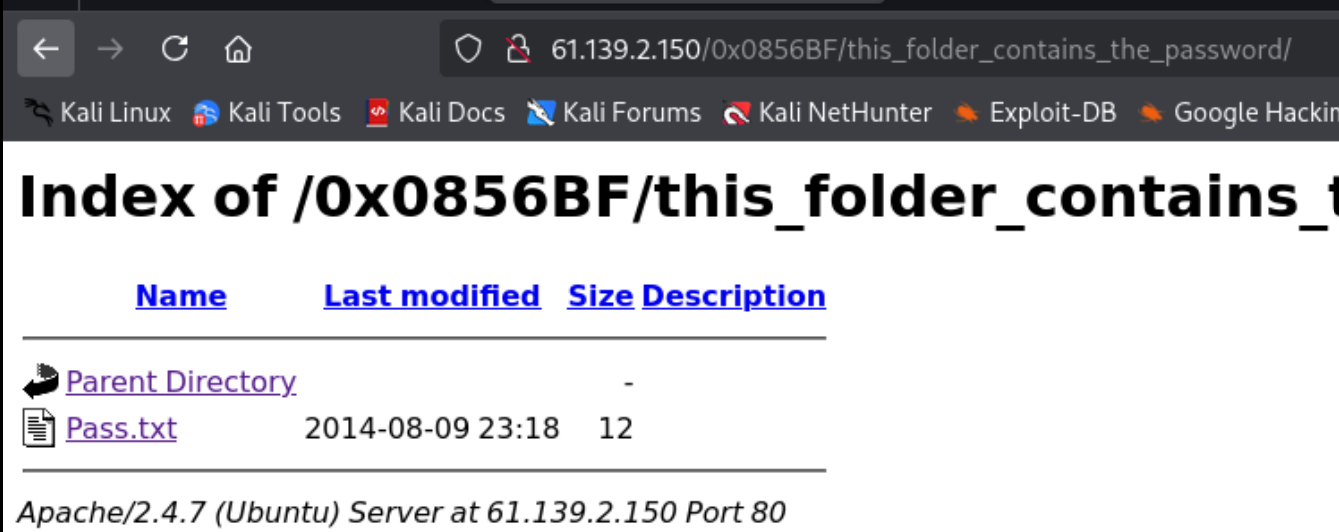 61.139.2.150/0x0856BF/this_folder_contains_the_password/
Kali Linux Kali Tools Kali Docs Kali Forums Kali NetHunter Exploit-DB Google Hackin
Index of /0x0856BF/this_folder_contains_
Name Last modified Size Description
Parent Directory -
Pass.txt 2014-08-09 23:18 12
Apache/2.4.7 (Ubuntu) Server at 61.139.2.150 Port 80